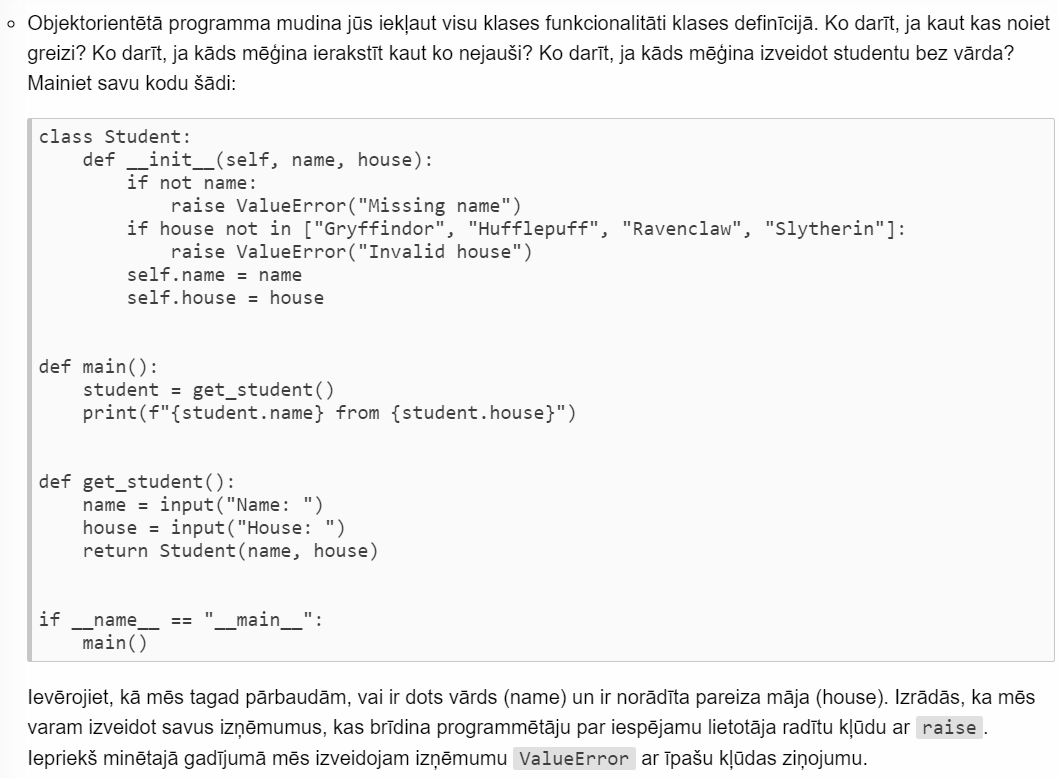 Objektorientētā programma mudina jūs iekļaut visu klases funkcionalitāti klases definīcijā. Ko darīt, ja kaut kas noiet
greizi? Ko darīt, ja kāds mēģina ierakstīt kaut ko nejauši? Ko darīt, ja kāds mēģina izveidot studentu bez vārda?
Mainiet savu kodu šādi:
class Student:
    def __init__(self, name, house):
        if not name:
            raise ValueError("Missing name")
        if house not in ["Gryffindor", "Hufflepuff", "Ravenclaw", "Slytherin"]:
            raise ValueError("Invalid house")
        self.name = name
        self.house = house
def main():
    student = get_student()
    print(f"{student.name} from {student.house}")
def get_student():
    name = input("Name: ")
    house = input("House: ")
    return Student(name, house)
if __name__ == "__main__":
    main()
Ievērojiet, kā mēs tagad pārbaudām, vai ir dots vārds (name) un ir norādīta pareiza māja (house). Izrādās, ka mēs
varam izveidot savus izņēmumus, kas brīdina programmētāju par iespējamu lietotāja radītu kļūdu ar raise.
Iepriekš minētajā gadījumā mēs izveidojam izņēmumu ValueError ar īpašu kļūdas ziņojumu.